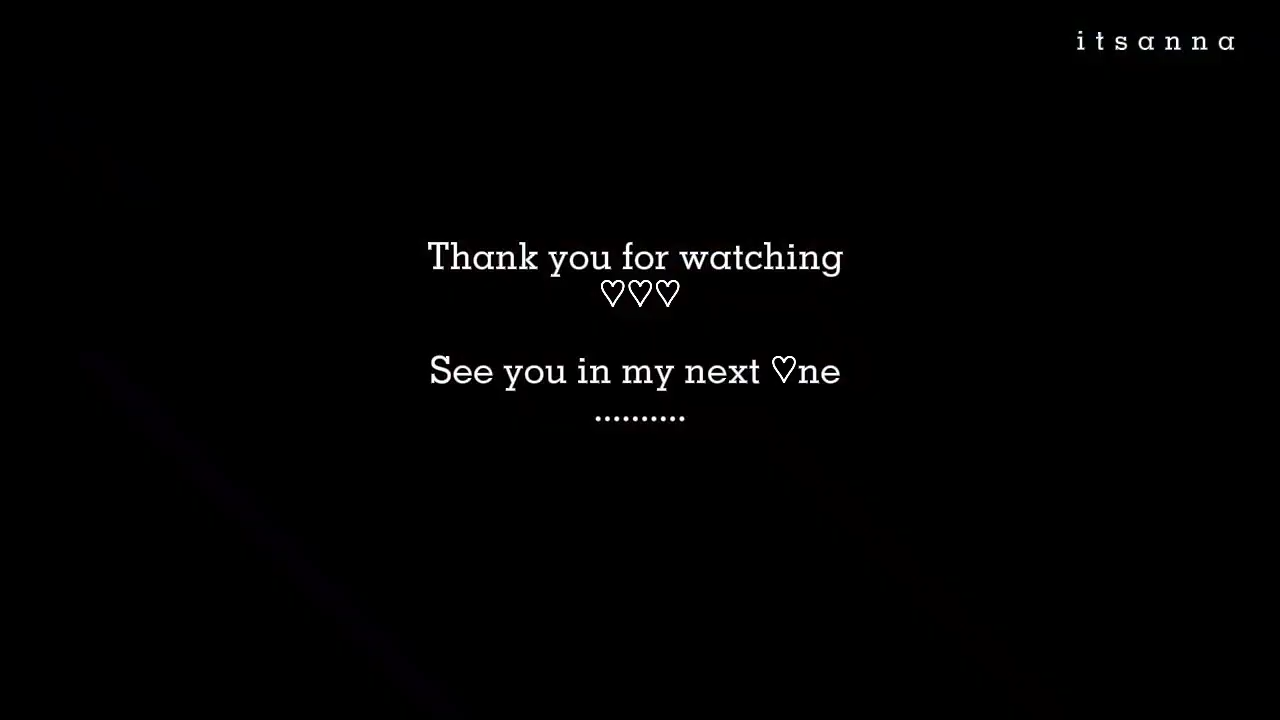 itsanna
Thank you for watching
♡♡♡
See you in my next ♡ne
..........